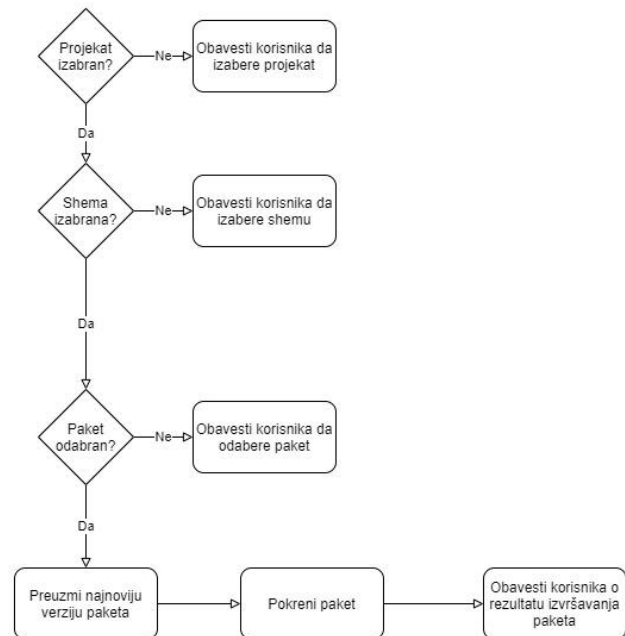 Projekat
izabran?
Ne
Obavesti korisnika da
izabere projekat
Da
Shema
izabrana?
Ne
Obavesti korisnika da
izabere shemu
Da
Paket
odabran?
Ne
Obavesti korisnika da
odabere paket
Da
Preuzmi najnoviju
verziju paketa
Pokreni paket
Obavesti korisnika o
rezultatu izvršavanja
paketa